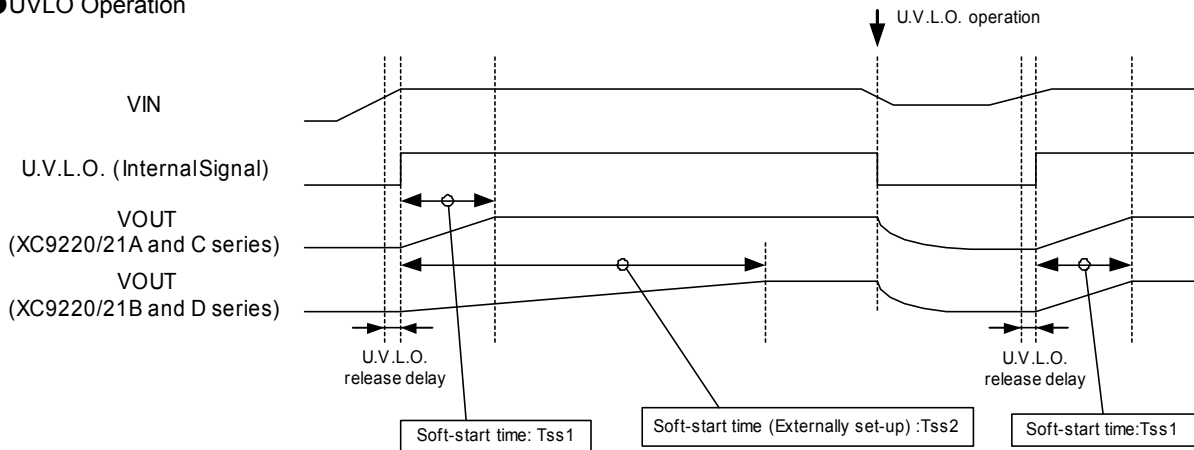 ●UVLO Operation
U.V.L.O. operation
VIN
U.V.L.O. (InternalSignal)
VOUT
(XC9220/21A and C series)
VOUT
(XC9220/21B and D series)
U.V.L.O.
release delay
U.V.L.O.
release delay
Soft-start time: Tss1
Soft-start time (Externally set-up) :Tss2
Soft-start time:Tss1